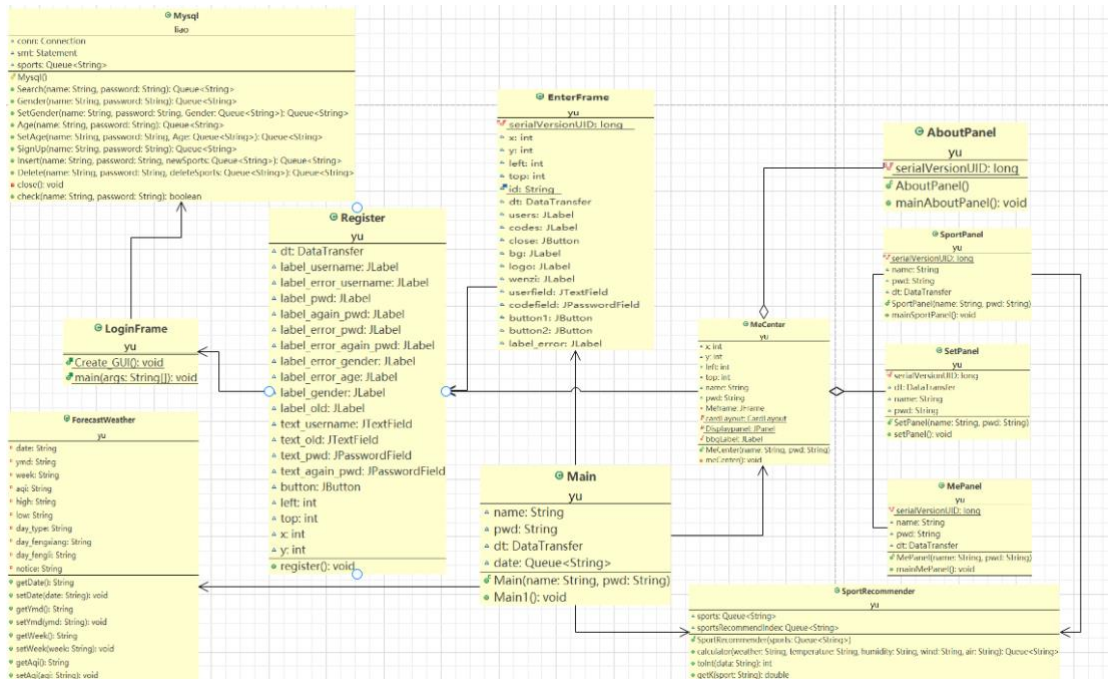 Mysql
liao
conn: Connection
smt: Statement
sports: Queue<String>
Mysql()
Search(name: String, password: String): Queue<String>
Gender(name: String, password: String): Queue<String>
SetGender(name: String, password: String, Gender: Queue<String>): Queue<String>
Age(name: String, password: String): Queue<String>
SetAge(name: String, password: String, Age: Queue<String>): Queue<String>
SignUp(name: String, password: String): Queue<String>
Insert(name: String, password: String, newSports: Queue<String>): Queue<String>
Delete(name: String, password: String, deleteSports: Queue<String>): Queue<String>
close(): void
check(name: String, password: String): boolean
EnterFrame
yu
serialVersionUID: long
x: int
y: int
left: int
top: int
id: String
dt: DataTransfer
users: JLabel
codes: JLabel
close: JButton
bg: JLabel
logo: JLabel
wenzi: JLabel
userfield: JTextField
codefield: JPasswordField
button1: JButton
button2: JButton
label_error: JLabel
AboutPanel
yu
serialVersionUID: long
AboutPanel()
mainAboutPanel(): void
Register
yu
dt: DataTransfer
label_username: JLabel
label_error_username: JLabel
label_pwd: JLabel
label_again_pwd: JLabel
label_error_pwd: JLabel
label_error_again_pwd: JLabel
label_error_gender: JLabel
label_error_age: JLabel
label_gender: JLabel
label_old: JLabel
text_username: JTextField
text_old: JTextField
text_pwd: JPasswordField
text_again_pwd: JPasswordField
button: JButton
left: int
top: int
x: int
y: int
register(): void
SportPanel
yu
serialVersionUID: long
name: String
pwd: String
dt: DataTransfer
SportPanel(name: String, pwd: String)
mainSportPanel(): void
LoginFrame
yu
Create_GUI(): void
main(args: String[]): void
MeCenter
yu
x: int
y: int
left: int
top: int
name: String
pwd: String
Meframe: JFrame
cardLayout: CardLayout
Displaypanel: JPanel
bbgLabel: JLabel
MeCenter(name: String, pwd: String)
meCenter(): void
SetPanel
yu
serialVersionUID: long
dt: DataTransfer
name: String
pwd: String
SetPanel(name: String, pwd: String)
setPanel(): void
ForecastWeather
yu
date: String
ymd: String
week: String
aqi: String
high: String
low: String
day_type: String
day_fengxiang: String
day_fengli: String
notice: String
getDate(): String
setDate(date: String): void
getYmd(): String
setYmd(ymd: String): void
getWeek(): String
setWeek(week: String): void
getAqi(): String
setAqi(aqi: String): void
Main
yu
name: String
pwd: String
dt: DataTransfer
date: Queue<String>
Main(name: String, pwd: String)
Main1(): void
MePanel
yu
serialVersionUID: long
name: String
pwd: String
dt: DataTransfer
MePanel(name: String, pwd: String)
mainMePanel(): void
SportRecommender
yu
sports: Queue<String>
sportsRecommendIndex: Queue<String>
SportRecommender(sports: Queue<String>)
calculator(weather: String, temperature: String, humidity: String, wind: String, air: String): Queue<String>
toInt(data: String): int
getK(sport: String): double